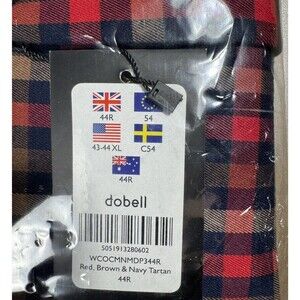 44R 54
43-44 XL C54
44R
dobell
5051913280602
WCOCMNMDP344R
Red, Brown & Navy Tartan
44R